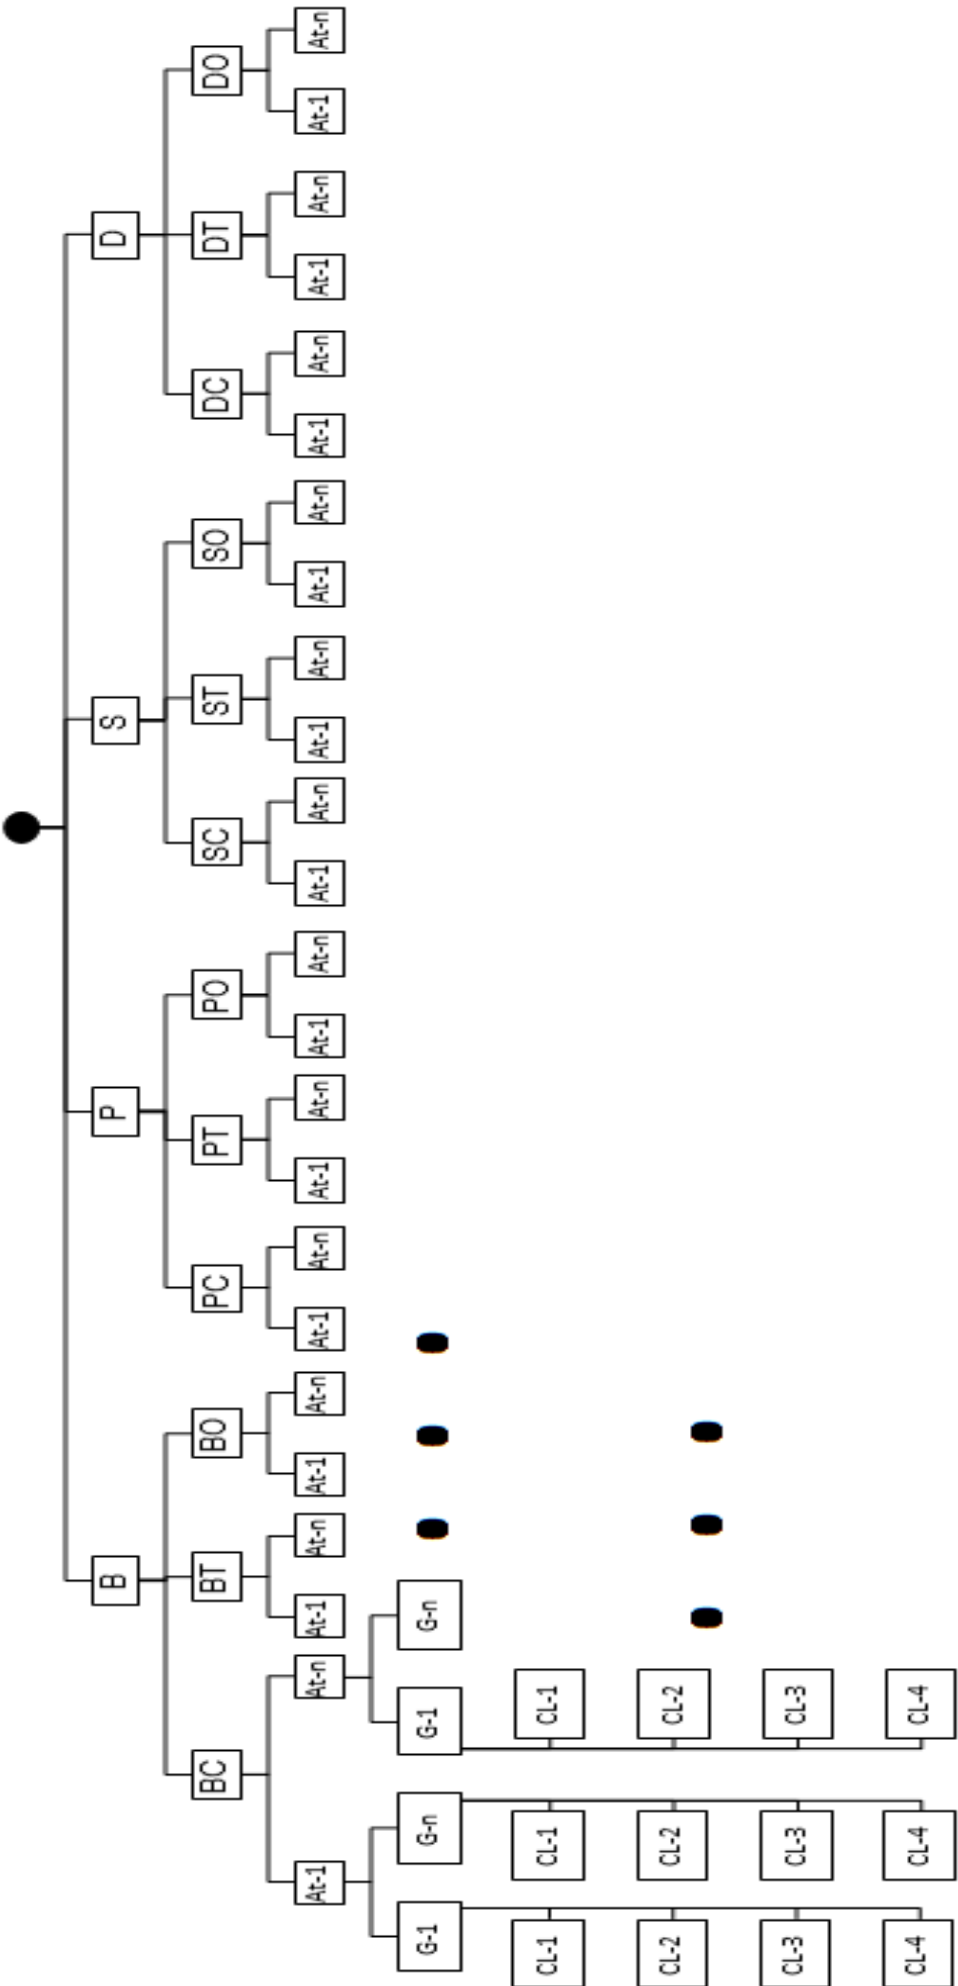 B P S D
BC BT BO PC PT PO SC ST SO DC DT DO
At-1 At-n At-1 At-n At-1 At-n At-1 At-n At-1 At-n At-1 At-n At-1 At-n At-1 At-n At-1 At-n At-1 At-n At-1 At-n At-1 At-n
G-1 G-n G-1 G-n
CL-1 CL-1 CL-1
CL-2 CL-2 CL-2
CL-3 CL-3 CL-3
CL-4 CL-4 CL-4